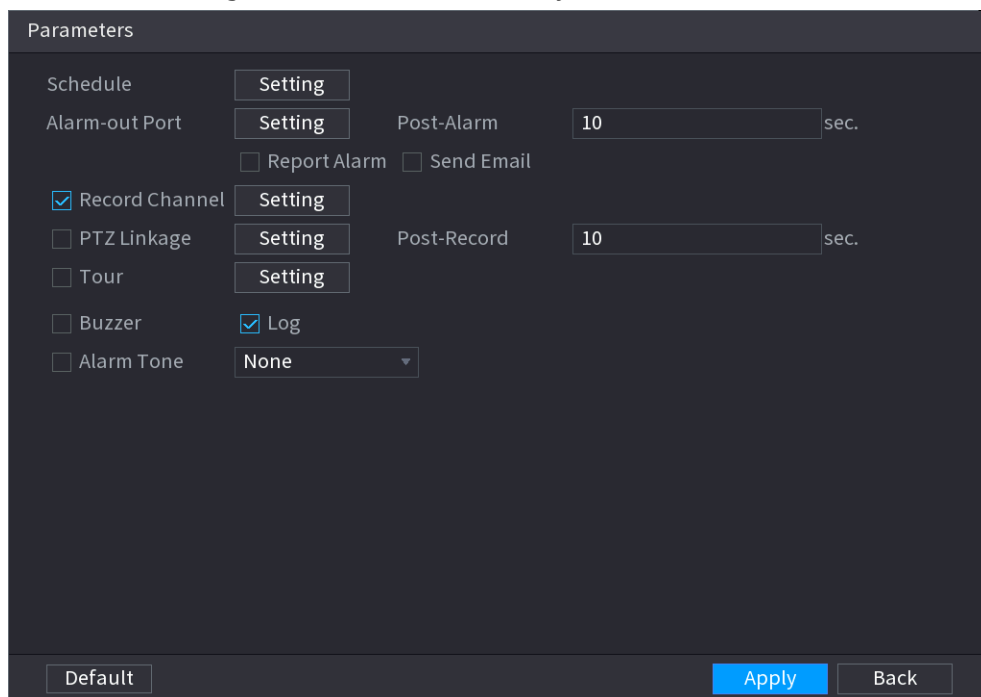 Parameters
Schedule Setting
Alarm-out Port Setting Post-Alarm 10 sec.
Report Alarm Send Email
Record Channel Setting
PTZ Linkage Setting Post-Record 10 sec.
Tour Setting
Buzzer Log
Alarm Tone None
Default Apply Back